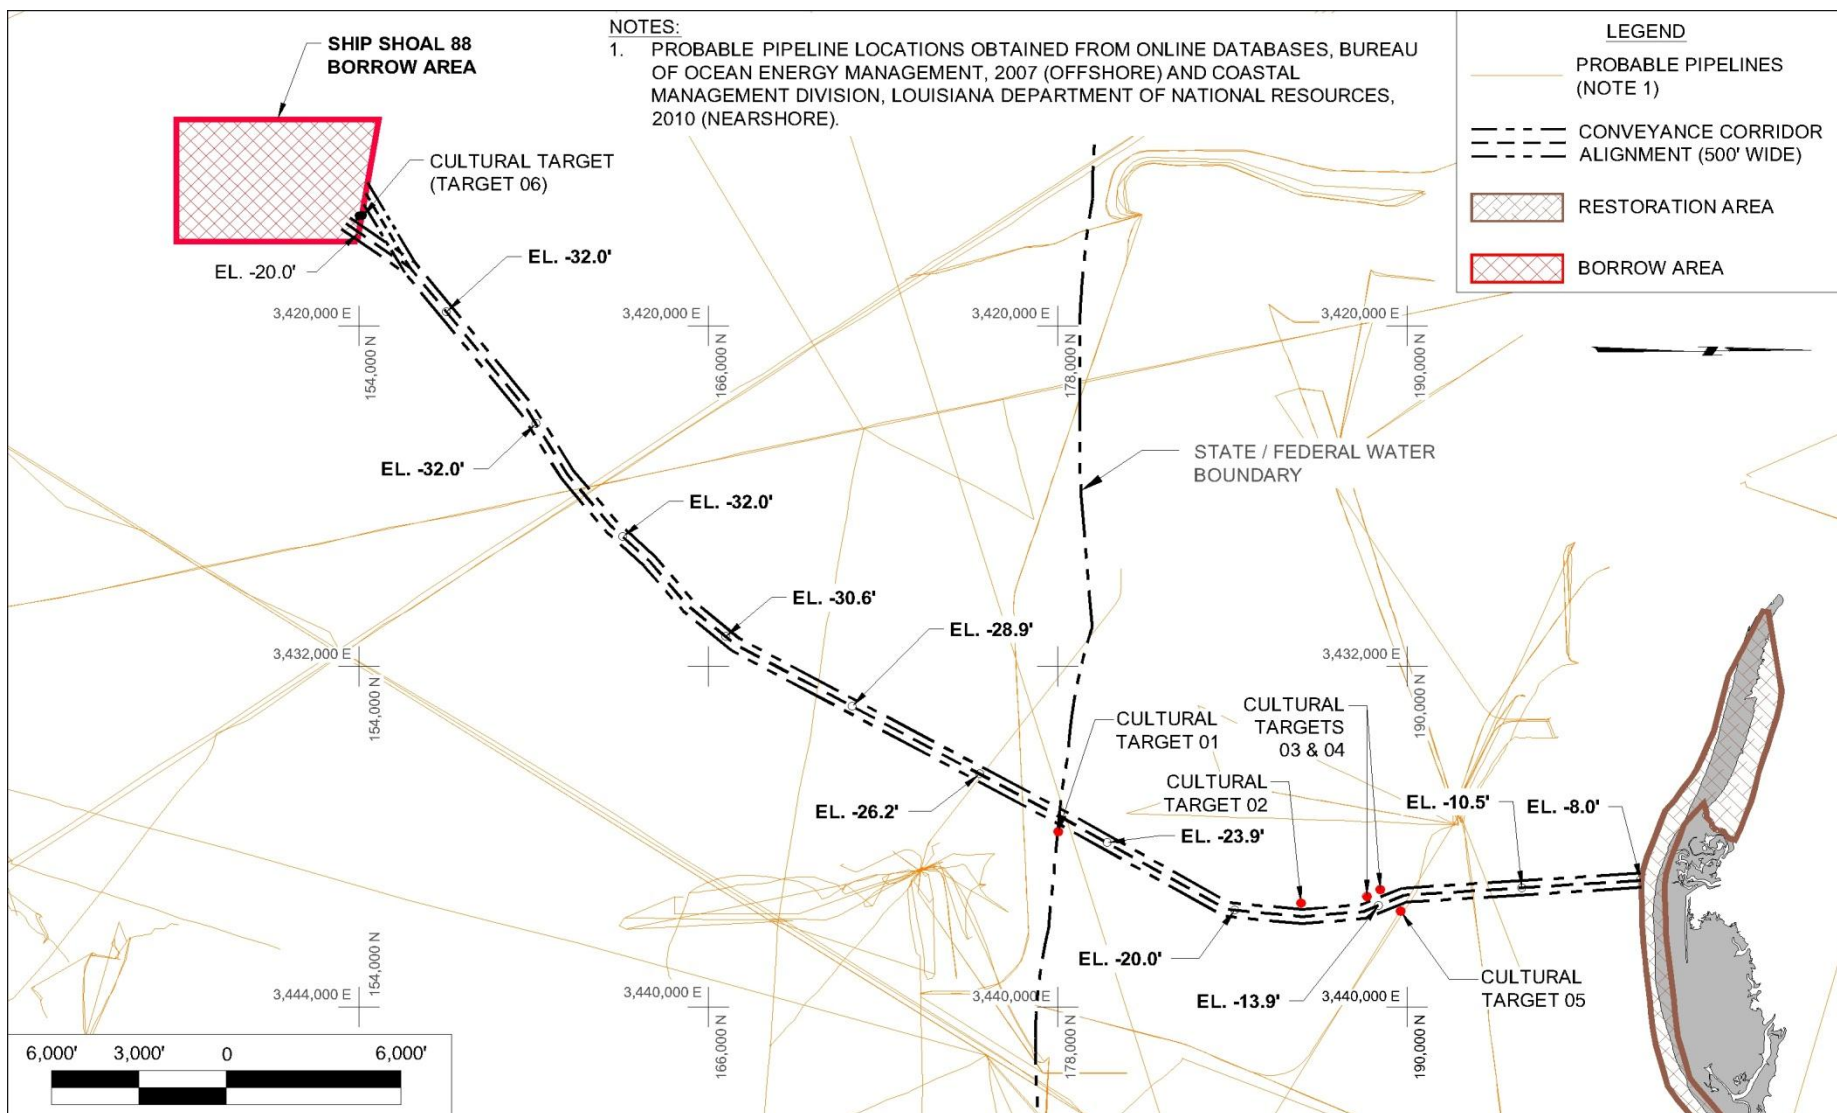 NOTES:
1. PROBABLE PIPELINE LOCATIONS OBTAINED FROM ONLINE DATABASES, BUREAU
OF OCEAN ENERGY MANAGEMENT, 2007 (OFFSHORE) AND COASTAL
MANAGEMENT DIVISION, LOUISIANA DEPARTMENT OF NATIONAL RESOURCES,
2010 (NEARSHORE).
LEGEND
PROBABLE PIPELINES
(NOTE 1)
CONVEYANCE CORRIDOR
ALIGNMENT (500' WIDE)
RESTORATION AREA
BORROW AREA
SHIP SHOAL 88
BORROW AREA
CULTURAL TARGET
(TARGET 06)
EL. -20.0'
EL. -32.0'
3,420,000 E
154,000 N
3,420,000 E
166,000 N
3,420,000 E
178,000 N
3,420,000 E
190,000 N
EL. -32.0'
STATE / FEDERAL WATER
BOUNDARY
EL. -32.0'
EL. -30.6'
EL. -28.9'
3,432,000 E
154,000 N
3,432,000 E
190,000 N
CULTURAL
TARGET 01
CULTURAL
TARGETS
03 & 04
CULTURAL
TARGET 02
EL. -26.2'
EL. -23.9'
EL. -10.5'
EL. -8.0'
EL. -20.0'
EL. -13.9'
CULTURAL
TARGET 05
3,444,000 E
154,000 N
3,440,000 E
166,000 N
3,440,000 E
178,000 N
3,440,000 E
190,000 N
6,000' 3,000' 0 6,000'